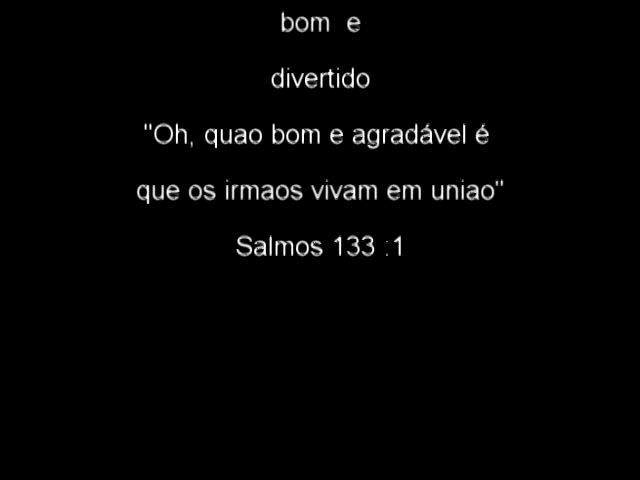 bom e
divertido
"Oh, quao bom e agradável é
que os irmaos vivam em uniao"
Salmos 133 :1